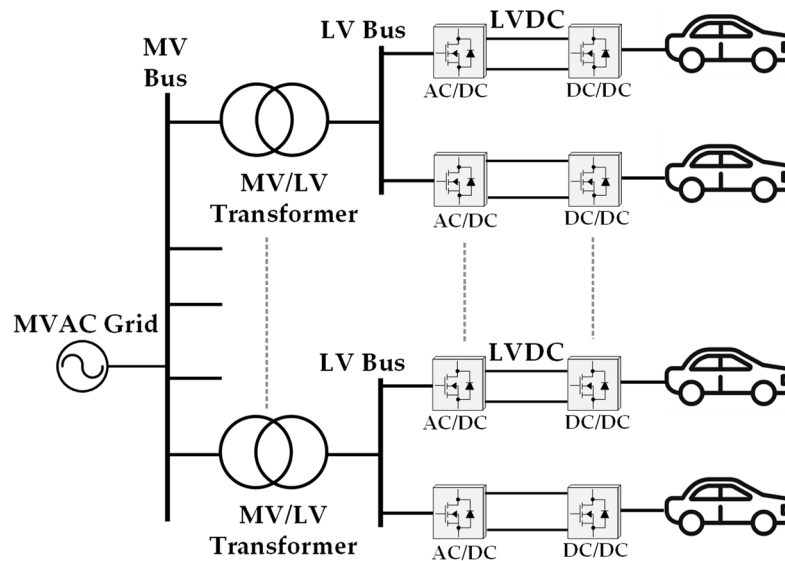 MV
Bus
LV Bus
LVDC
AC/DC
DC/DC
MV/LV
Transformer
AC/DC
DC/DC
MVAC Grid
LV Bus
LVDC
AC/DC
DC/DC
MV/LV
Transformer
AC/DC
DC/DC